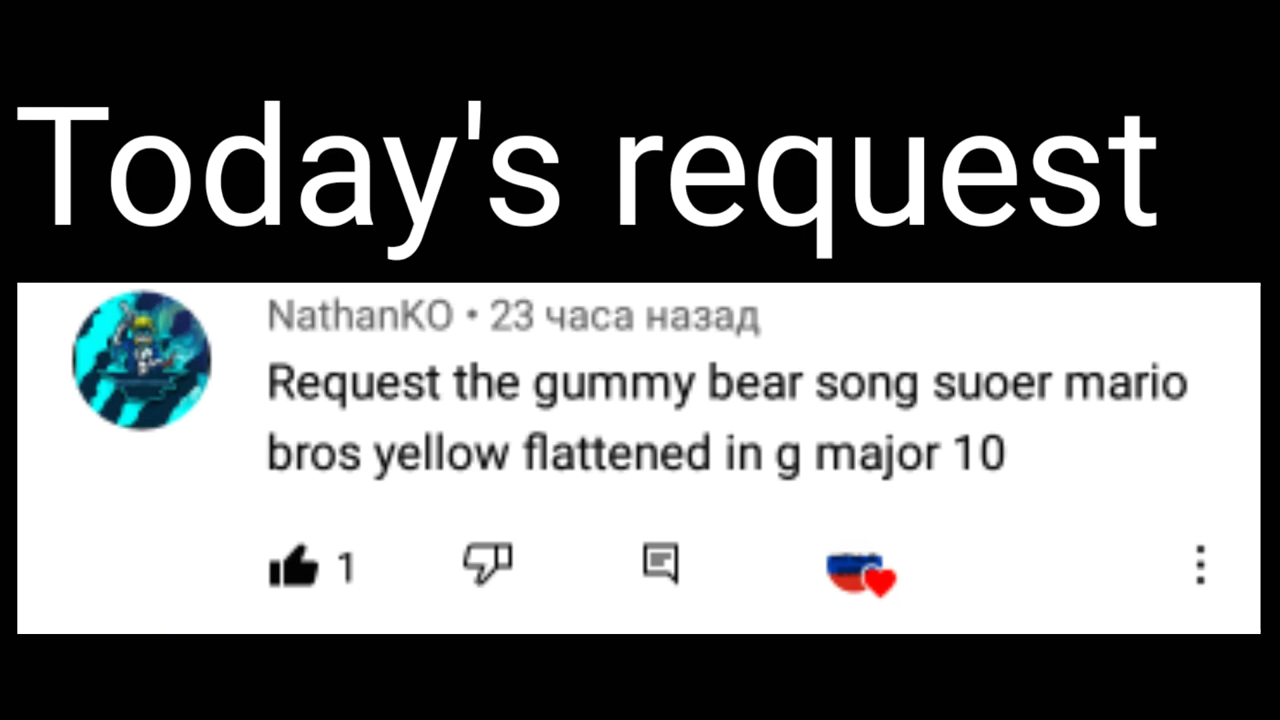 Today's request
NathanKO • 23 часа назад
Request the gummy bear song suoer mario
bros yellow flattened in g major 10
1